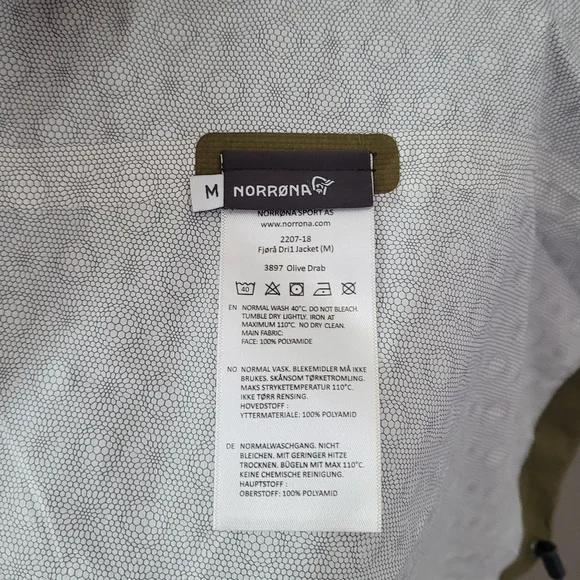 M NORRØNA
NORRØNA SPORT AS
www.norrona.com
2207-18
Fjørå Dri1 Jacket (M)
3897 Olive Drab
40
EN NORMAL WASH 40°C. DO NOT BLEACH.
TUMBLE DRY LIGHTLY. IRON AT
MAXIMUM 110°C. NO DRY CLEAN.
MAIN FABRIC:
FACE: 100% POLYAMIDE
NO NORMAL VASK. BLEKEMIDLER MÅ IKKE
BRUKES. SKÅNSOM TØRKETROMLING.
MAKS STRYKETEMPERATUR 110°C.
IKKE TØRR RENSING.
HOVEDSTOFF :
YTTERMATERIALE: 100% POLYAMID
DE NORMALWASCHGANG. NICHT
BLEICHEN. MIT GERINGER HITZE
TROCKNEN. BÜGELN MIT MAX 110°C.
KEINE CHEMISCHE REINIGUNG.
HAUPTSTOFF :
OBERSTOFF: 100% POLYAMID